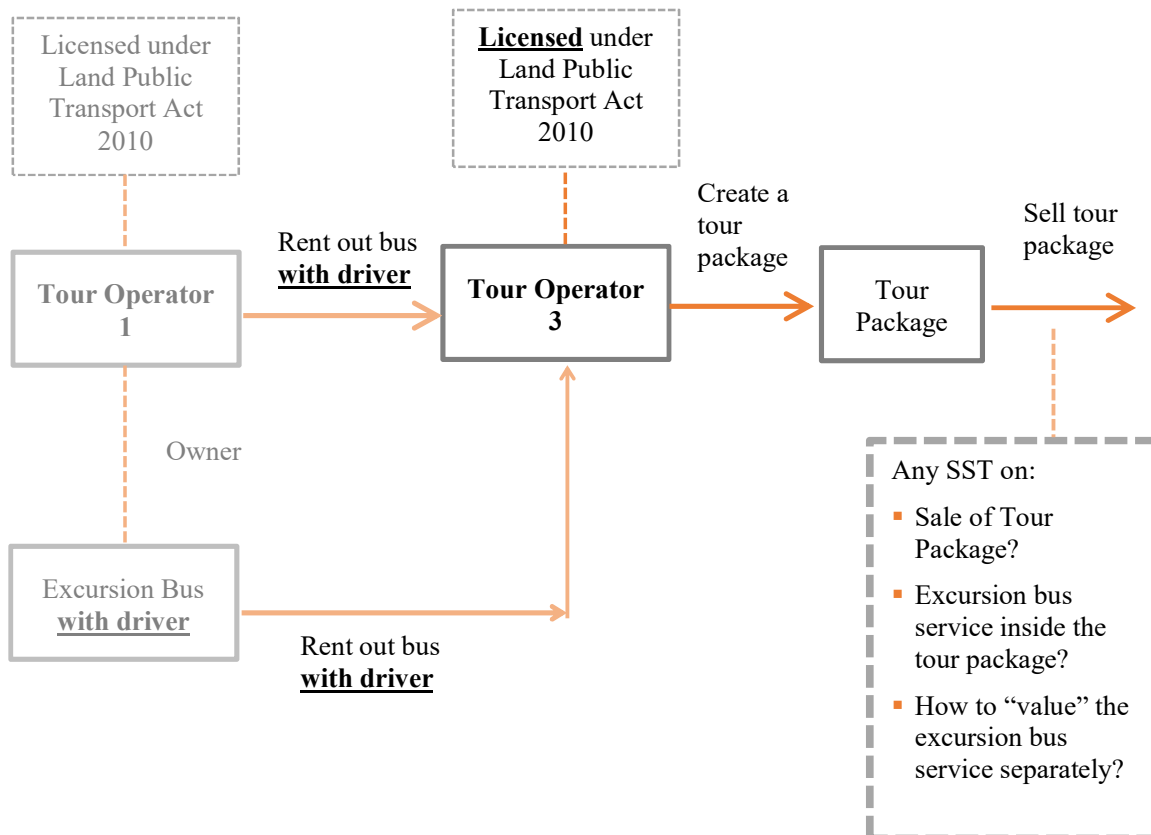 Licensed under
Land Public
Transport Act
2010
Licensed under
Land Public
Transport Act
2010
Create a
tour
package
Sell tour
package
Rent out bus
with driver
Tour Operator
1
Tour Operator
3
Tour
Package
Owner
Any SST on:
▪ Sale of Tour
Package?
▪ Excursion bus
service inside the
tour package?
▪ How to “value” the
excursion bus
service separately?
Excursion Bus
with driver
Rent out bus
with driver